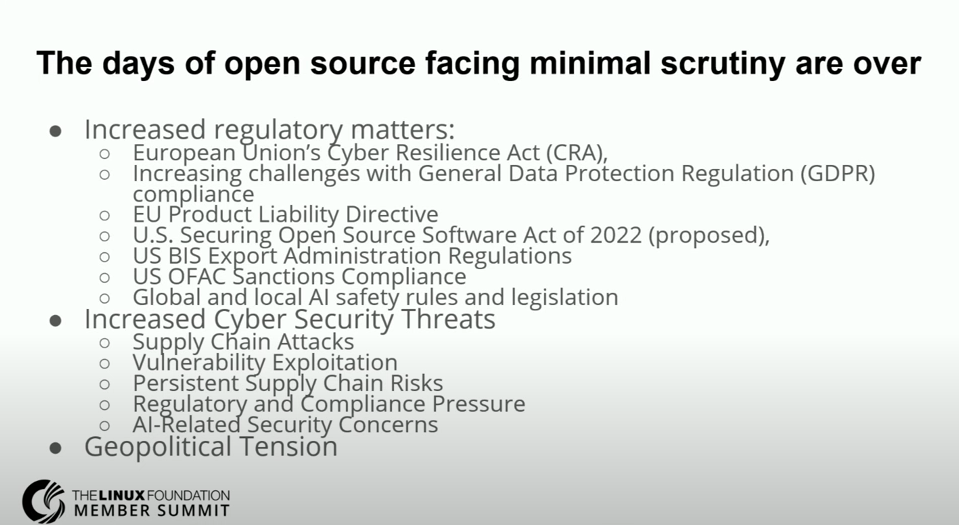 The days of open source facing minimal scrutiny are over
● Increased regulatory matters:
○ European Union's Cyber Resilience Act (CRA),
○ Increasing challenges with General Data Protection Regulation (GDPR)
compliance
○ EU Product Liability Directive
○ U.S. Securing Open Source Software Act of 2022 (proposed),
○ US BIS Export Administration Regulations
○ US OFAC Sanctions Compliance
○ Global and local AI safety rules and legislation
● Increased Cyber Security Threats
○ Supply Chain Attacks
○ Vulnerability Exploitation
○ Persistent Supply Chain Risks
○ Regulatory and Compliance Pressure
○ AI-Related Security Concerns
● Geopolitical Tension
THE LINUX FOUNDATION
MEMBER SUMMIT